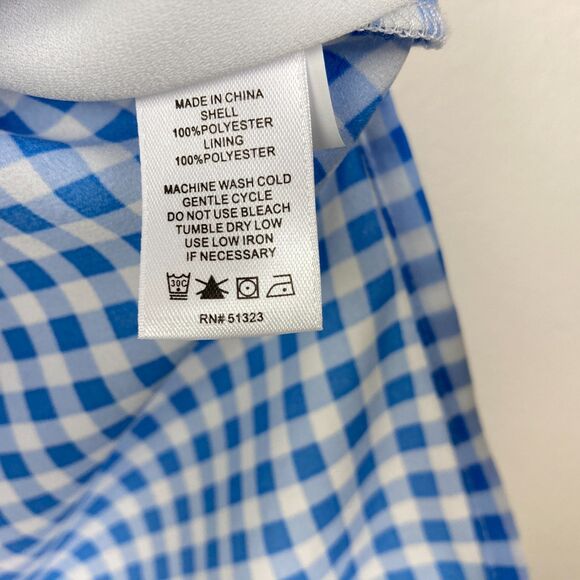 MADE IN CHINA
SHELL
100%POLYESTER
LINING
100%POLYESTER
MACHINE WASH COLD
GENTLE CYCLE
DO NOT USE BLEACH
TUMBLE DRY LOW
USE LOW IRON
IF NECESSARY
30C
RN# 51323